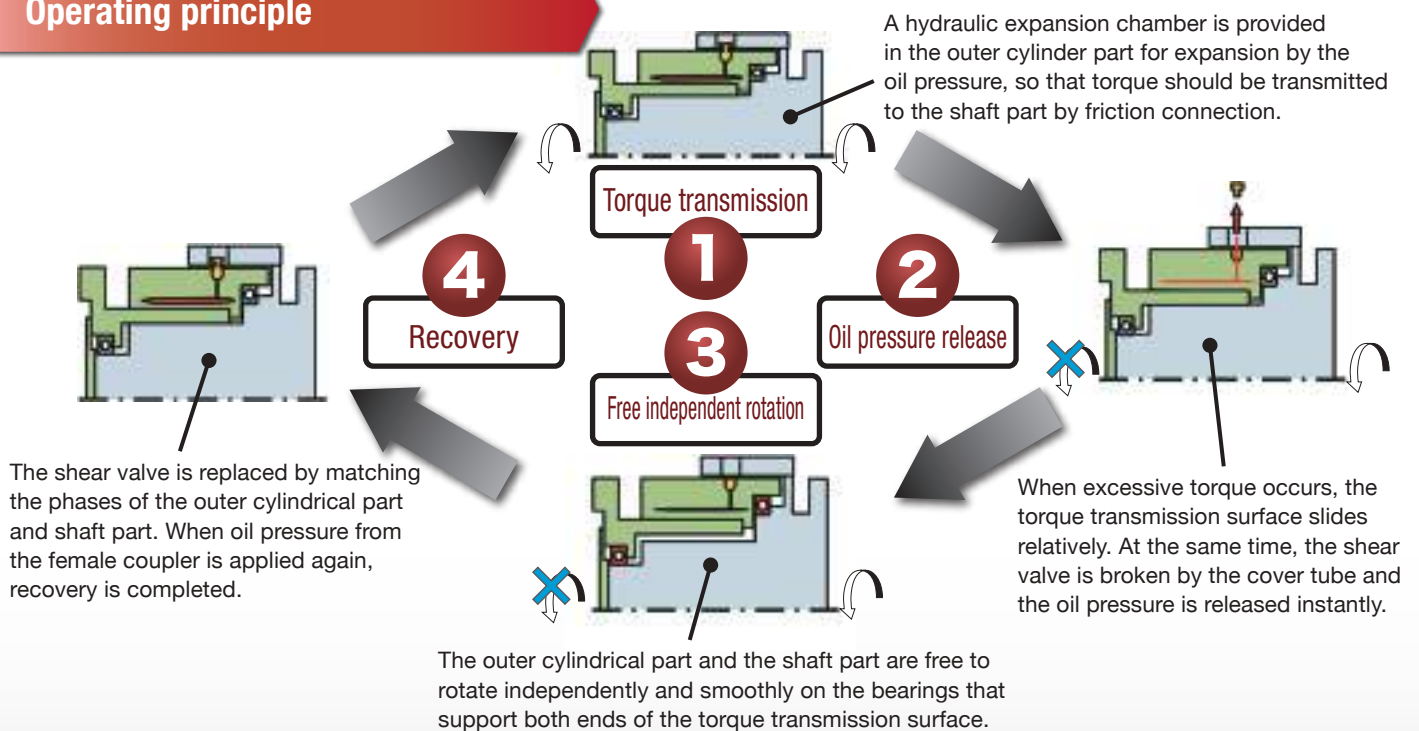 Operating principle
A hydraulic expansion chamber is provided
in the outer cylinder part for expansion by the
oil pressure, so that torque should be transmitted
to the shaft part by friction connection.
Torque transmission
1
2
Oil pressure release
When excessive torque occurs, the
torque transmission surface slides
relatively. At the same time, the shear
valve is broken by the cover tube and
the oil pressure is released instantly.
3
Free independent rotation
The outer cylindrical part and the shaft part are free to
rotate independently and smoothly on the bearings that
support both ends of the torque transmission surface.
4
Recovery
The shear valve is replaced by matching
the phases of the outer cylindrical part
and shaft part. When oil pressure from
the female coupler is applied again,
recovery is completed.